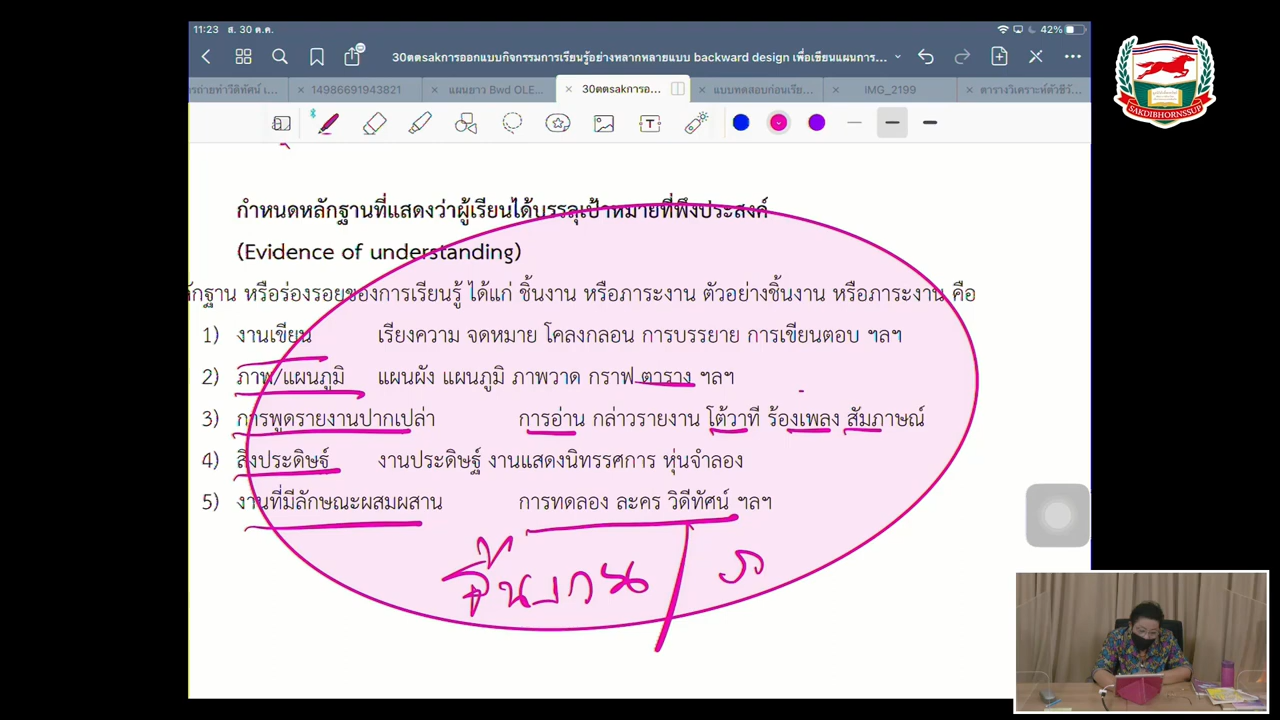 11:23 ส. 30 ต.ค.
42%
30ตตsakการออกแบบกิจกรรมการเรียนรู้อย่างหลากหลายแบบ backward design เพื่อเขียนแผนการ...
ารถ่ายทำวีดิทัศน์ เ...
14986691943821
แผนยาว Bwd OLE...
30ตตsakการอ...
แบบทดสอบก่อนเรีย...
IMG_2199
ตารางวิเคราะห์ตัวชี้วั...
SAKDIBHORNSSUP
กำหนดหลักฐานที่แสดงว่าผู้เรียนได้บรรลุเป้าหมายที่พึงประสงค์
(Evidence of understanding)
ลักฐาน หรือร่องรอยของการเรียนรู้ ได้แก่ ชิ้นงาน หรือภาระงาน ตัวอย่างชิ้นงาน หรือภาระงาน คือ
1) งานเขียน เรียงความ จดหมาย โคลงกลอน การบรรยาย การเขียนตอบ ฯลฯ
2) ภาพ/แผนภูมิ แผนผัง แผนภูมิ ภาพวาด กราฟ ตาราง ฯลฯ
3) การพูดรายงานปากเปล่า การอ่าน กล่าวรายงาน โต้วาที ร้องเพลง สัมภาษณ์
4) สิ่งประดิษฐ์ งานประดิษฐ์ งานแสดงนิทรรศการ หุ่นจำลอง
5) งานที่มีลักษณะผสมผสาน การทดลอง ละคร วิดีทัศน์ ฯลฯ
ชิ้นงาน